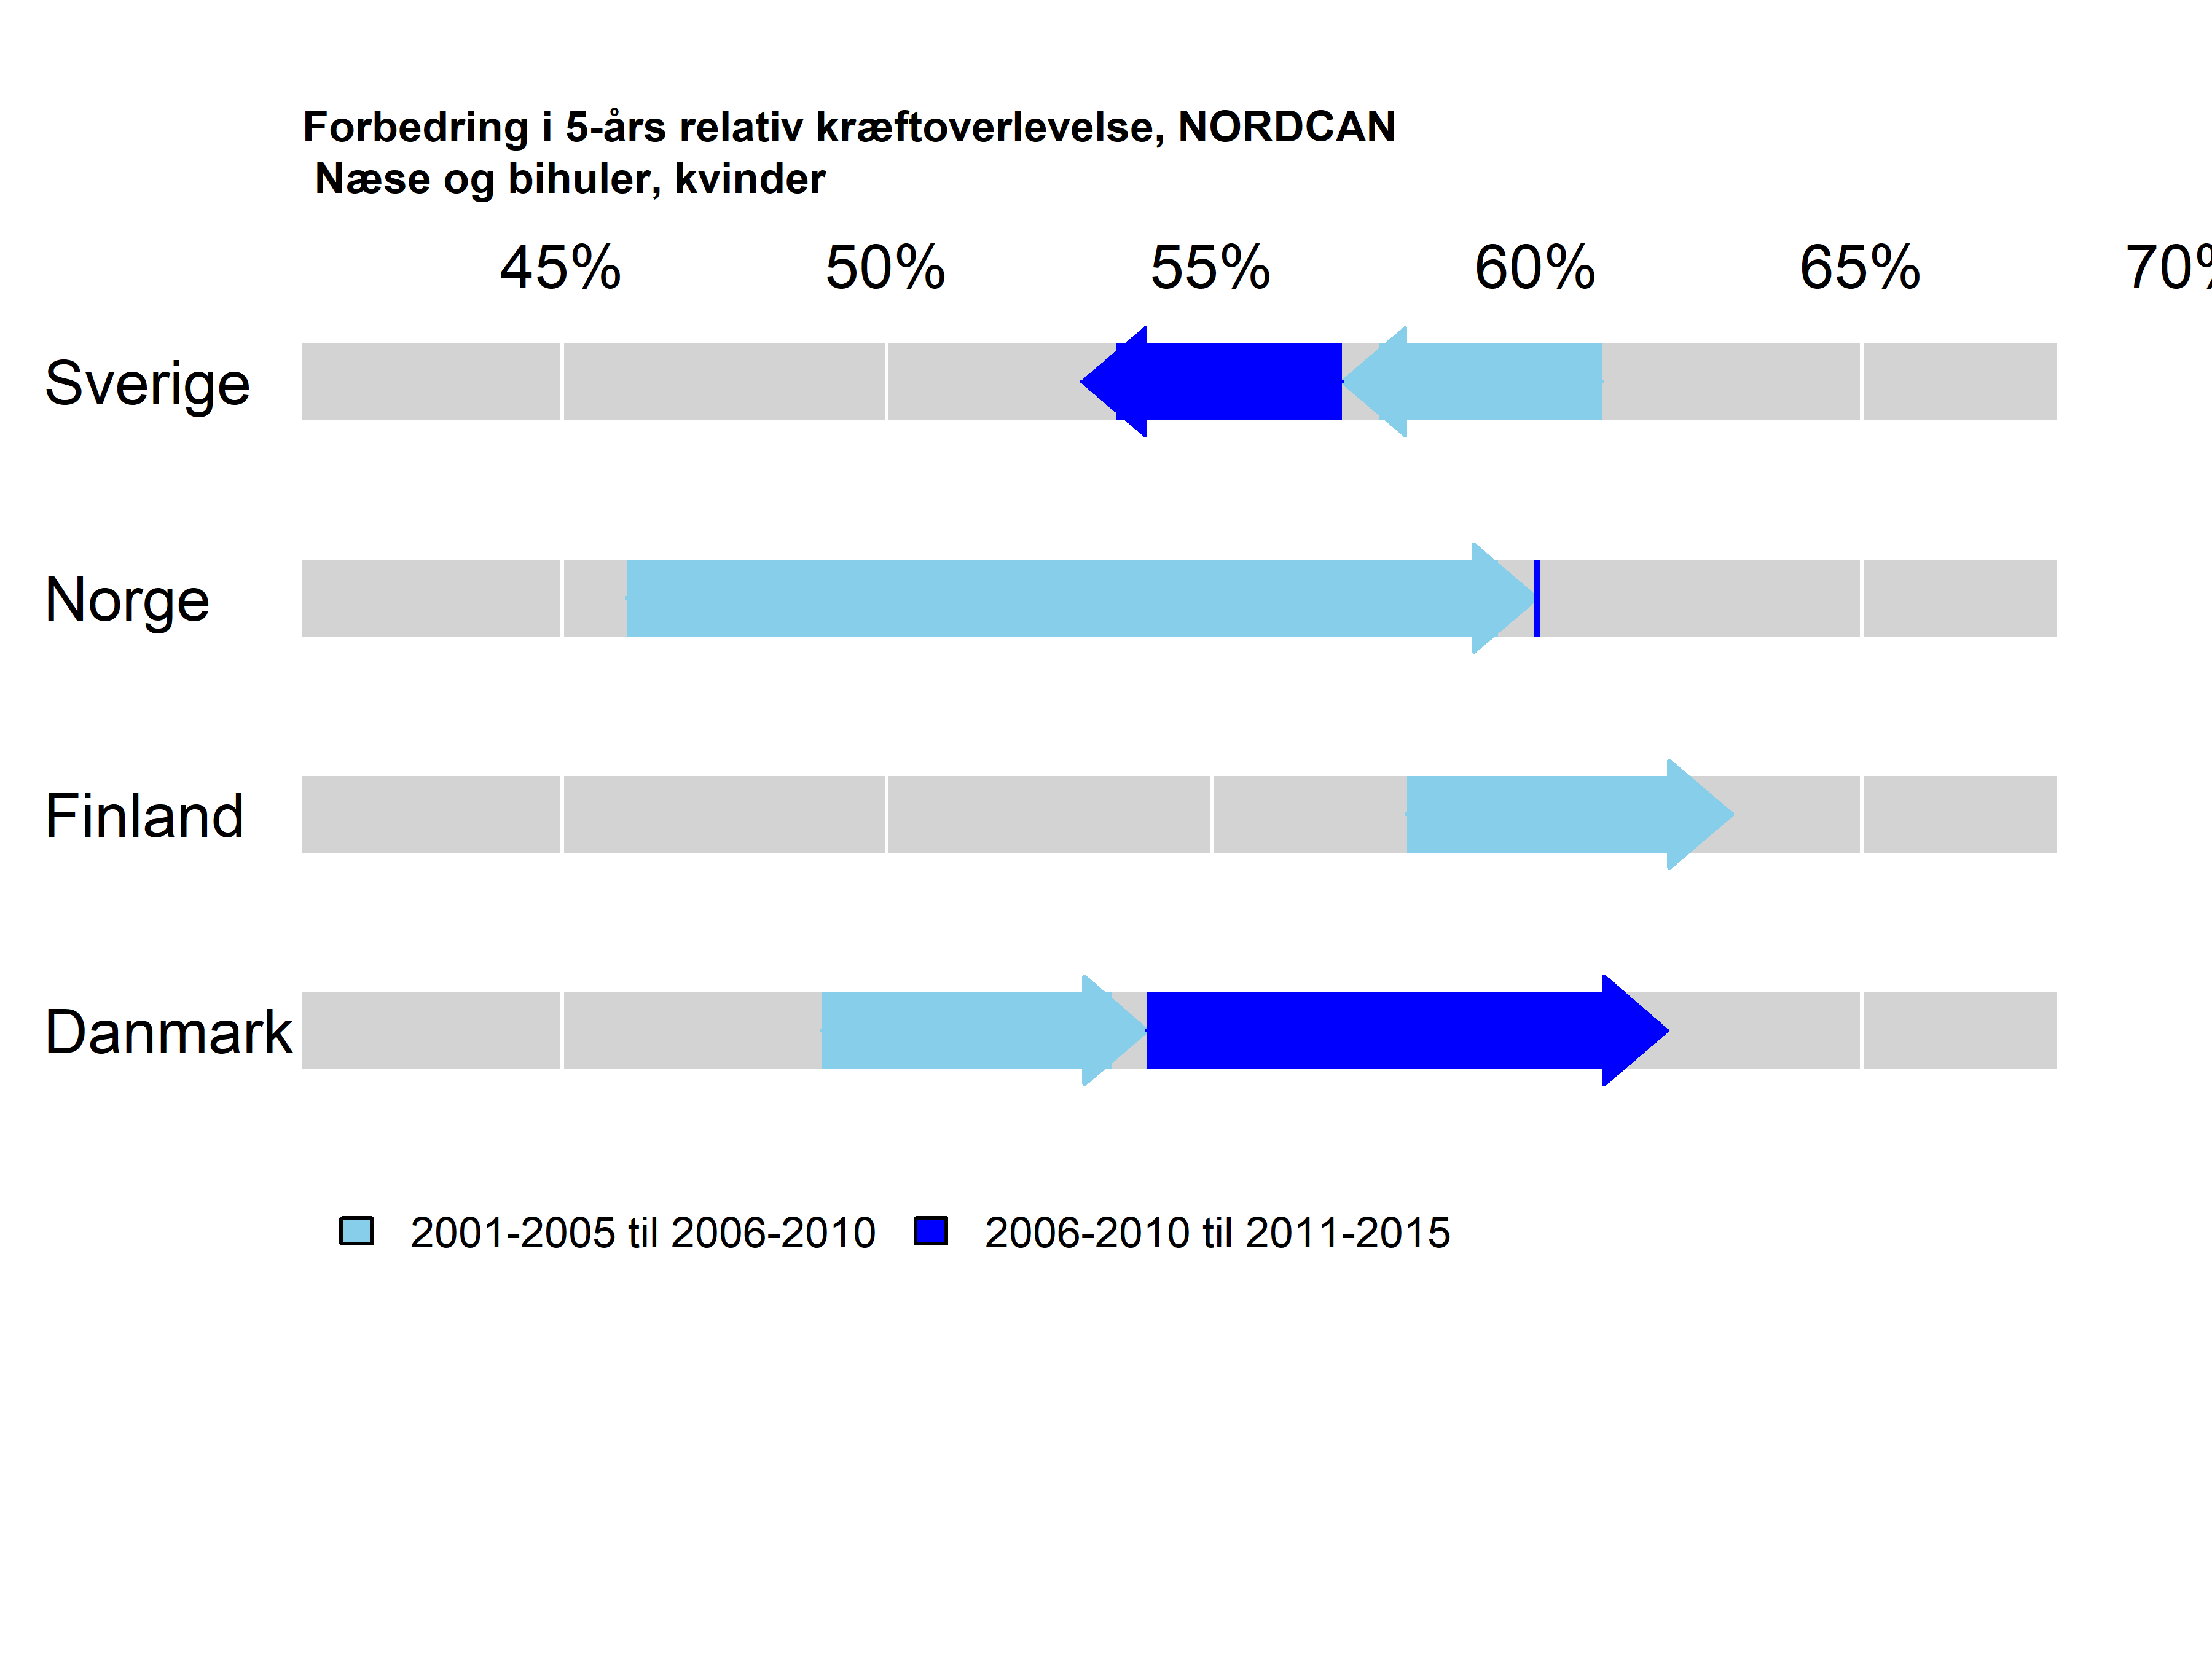 Forbedring i 5-års relativ kræftoverlevelse, NORDCAN
Næse og bihuler, kvinder
45% 50% 55% 60% 65% 70%
Sverige
Norge
Finland
Danmark
2001-2005 til 2006-2010 2006-2010 til 2011-2015